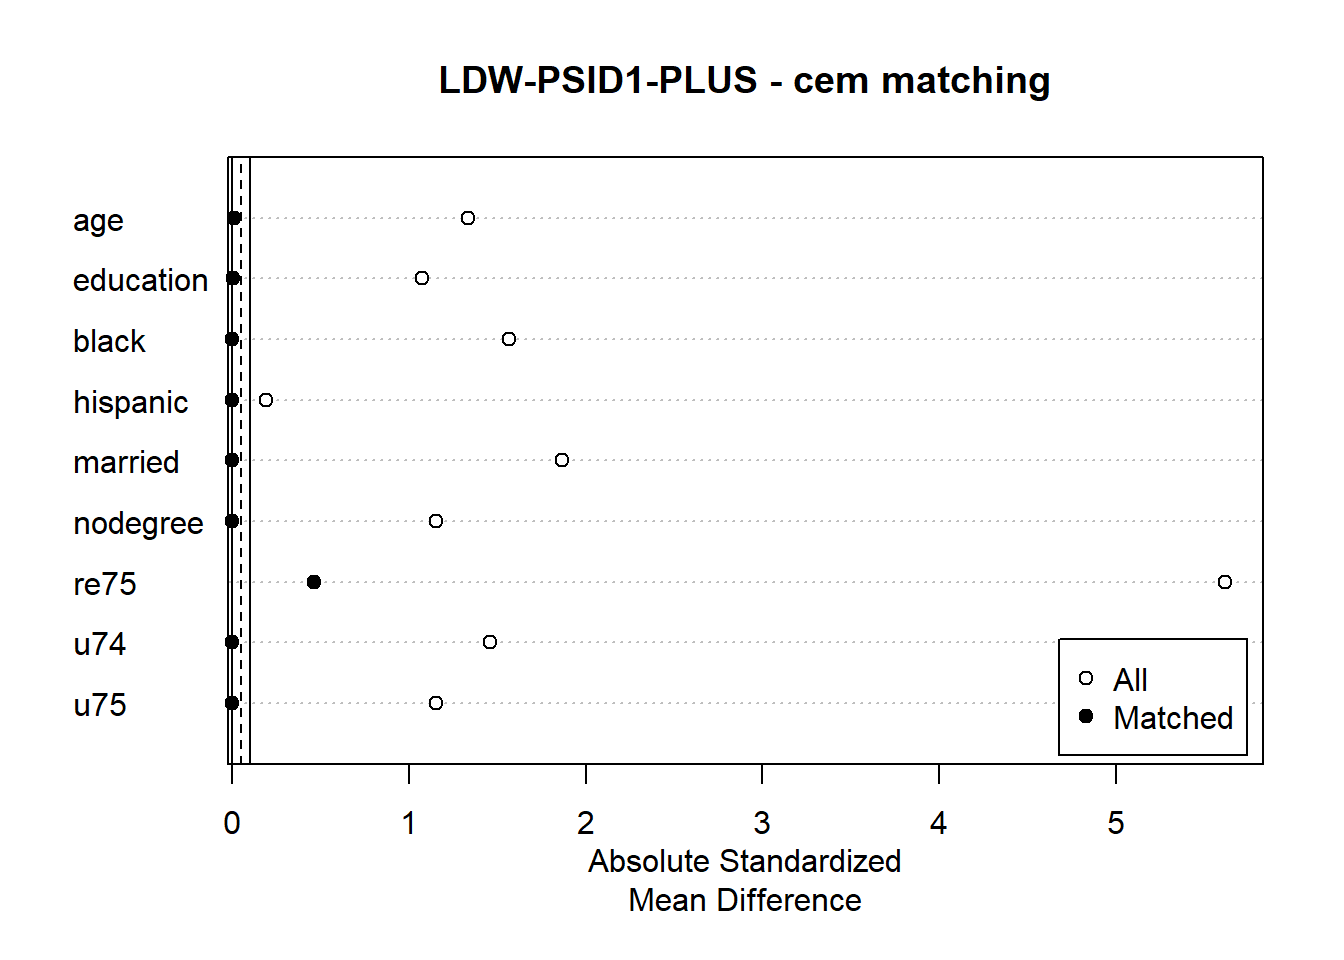 LDW-PSID1-PLUS - cem matching
age
education
black
hispanic
married
nodegree
re75
u74
u75
All
Matched
0 1 2 3 4 5
Absolute Standardized
Mean Difference